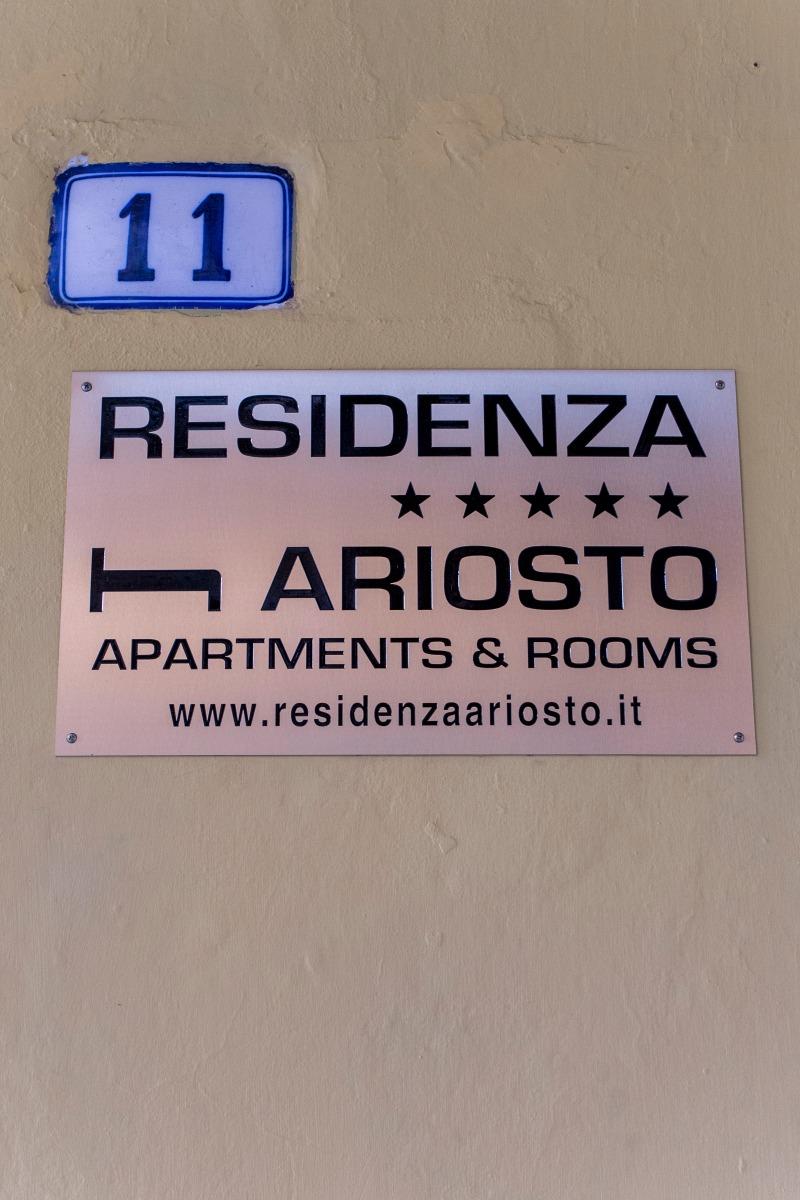 11
RESIDENZA
★★★★★
ARIOSTO
APARTMENTS & ROOMS
www.residenzaariosto.it